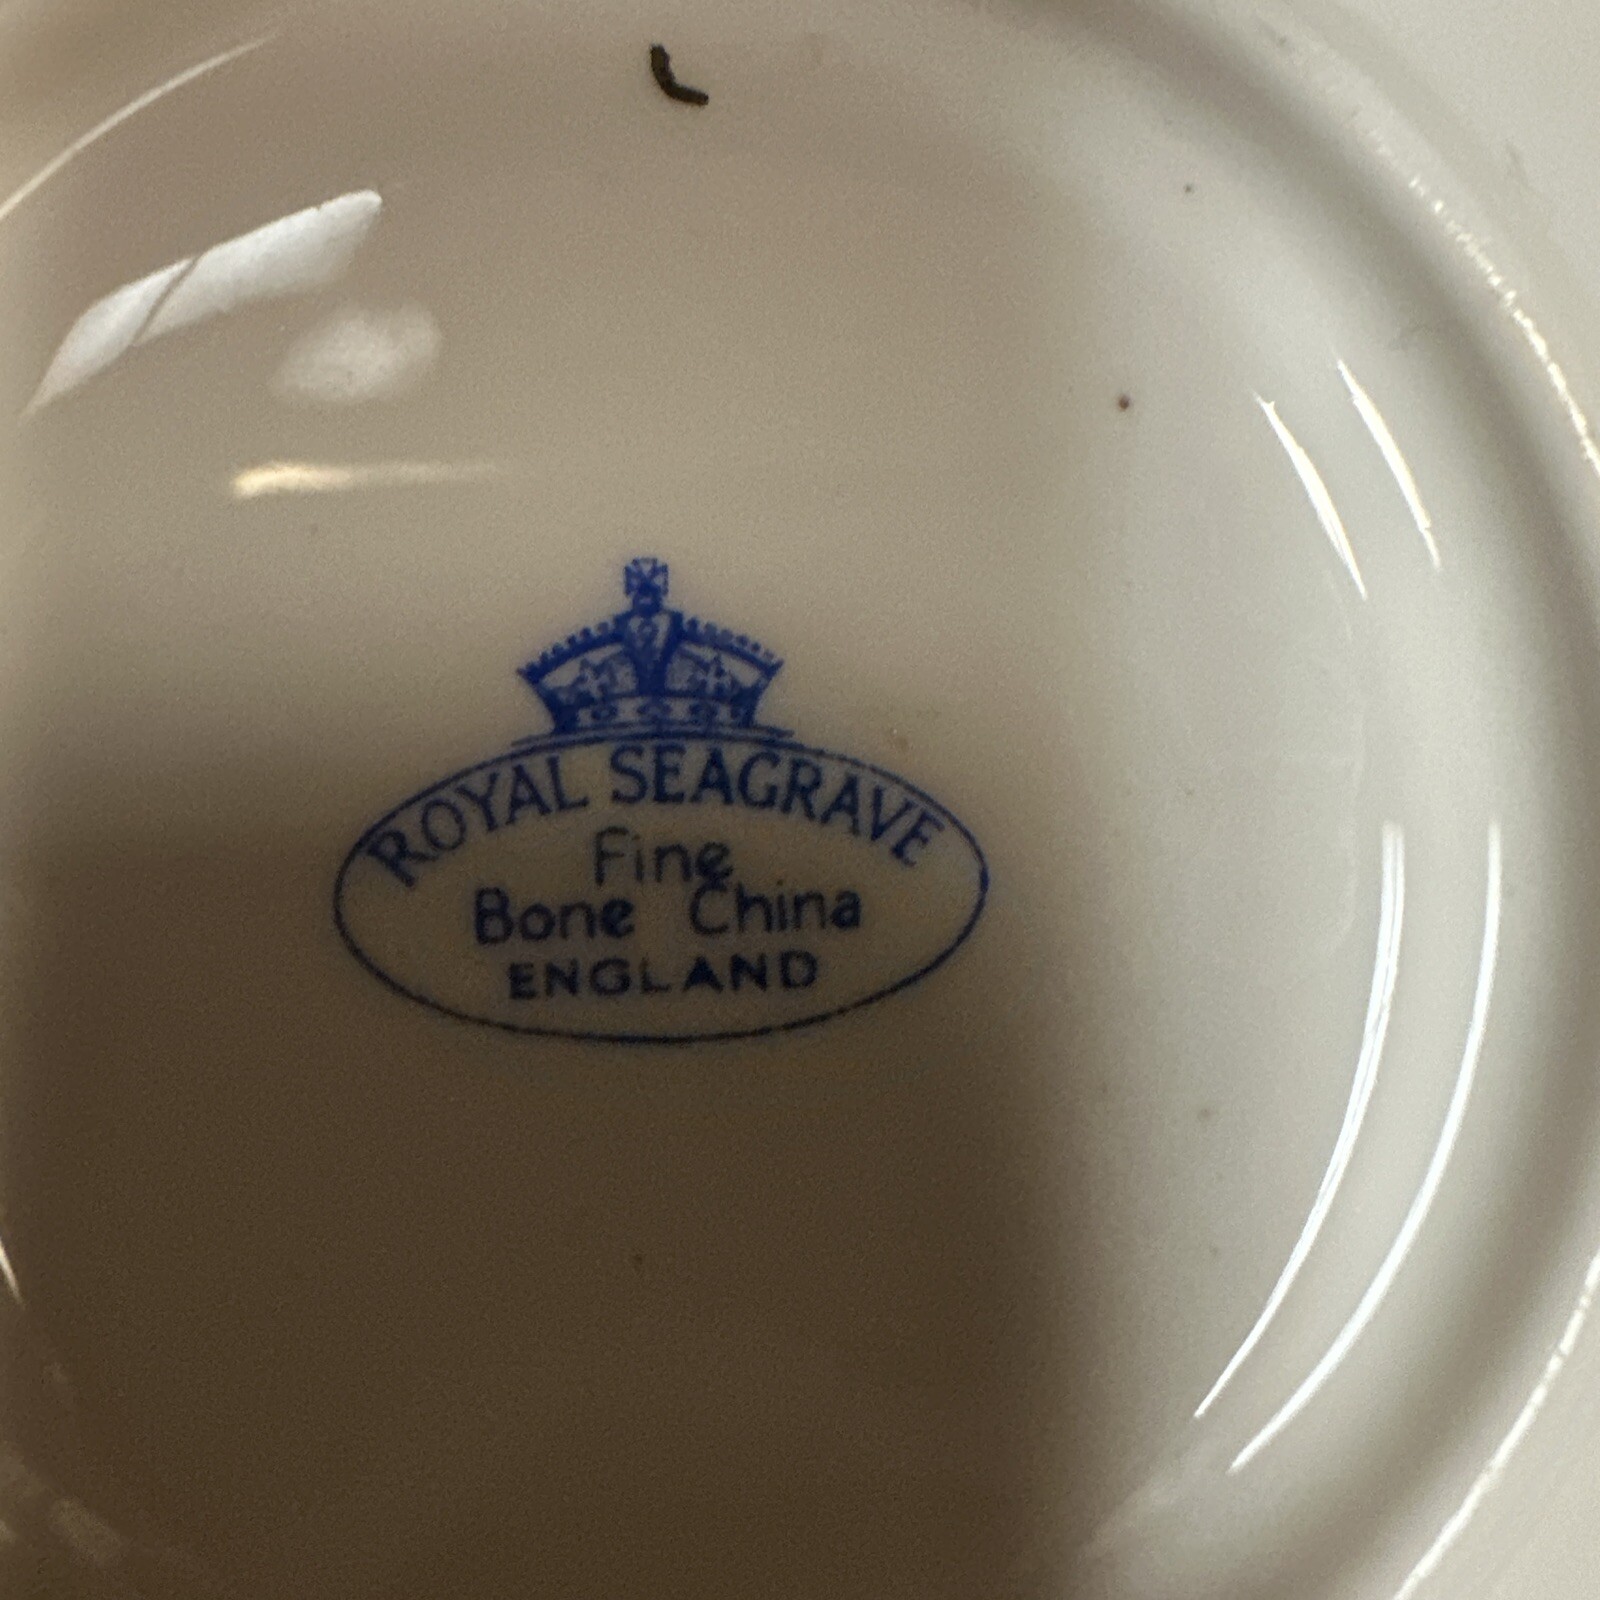 ROYAL SEAGRAVE
Fine
Bone China
ENGLAND